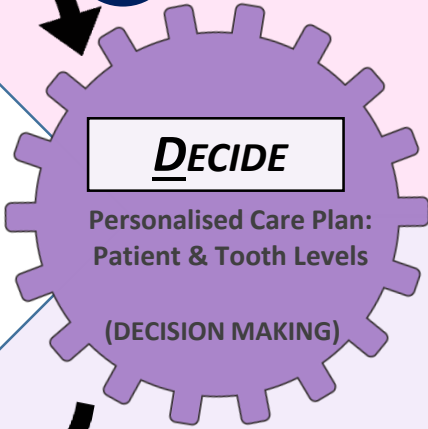 DECIDE
Personalised Care Plan:
Patient & Tooth Levels
(DECISION MAKING)